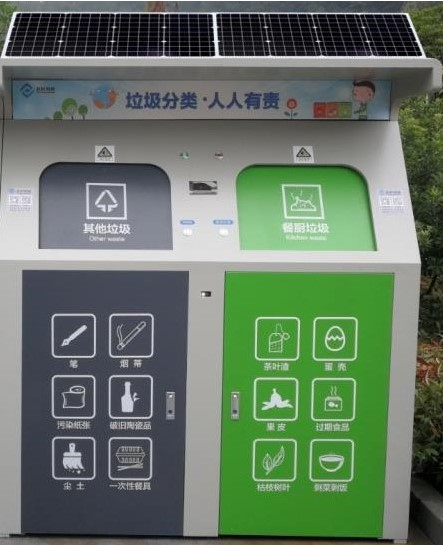 垃圾分类·人人有责
其他垃圾
Other waste
餐厨垃圾
Kitchen waste
笔
烟蒂
污染纸张
破旧陶瓷品
尘土
一次性餐具
茶叶渣
蛋壳
果皮
过期食品
枯枝树叶
剩菜剩饭